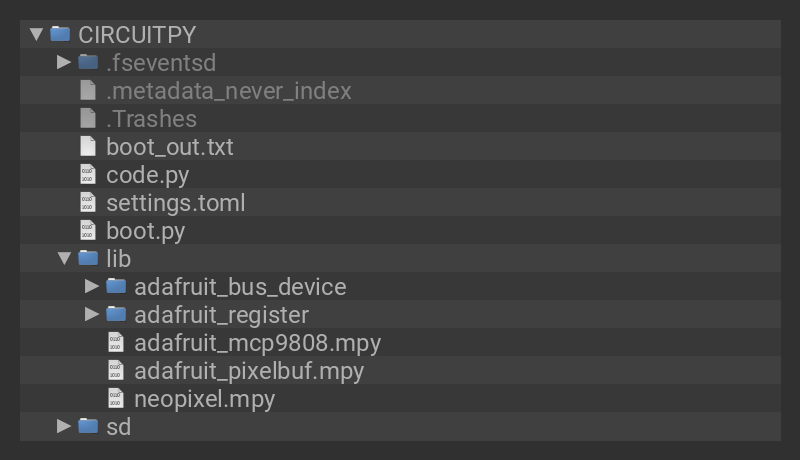 CIRCUITPY
.fseventsd
.metadata_never_index
.Trashes
boot_out.txt
code.py
settings.toml
boot.py
lib
adafruit_bus_device
adafruit_register
adafruit_mcp9808.mpy
adafruit_pixelbuf.mpy
neopixel.mpy
sd